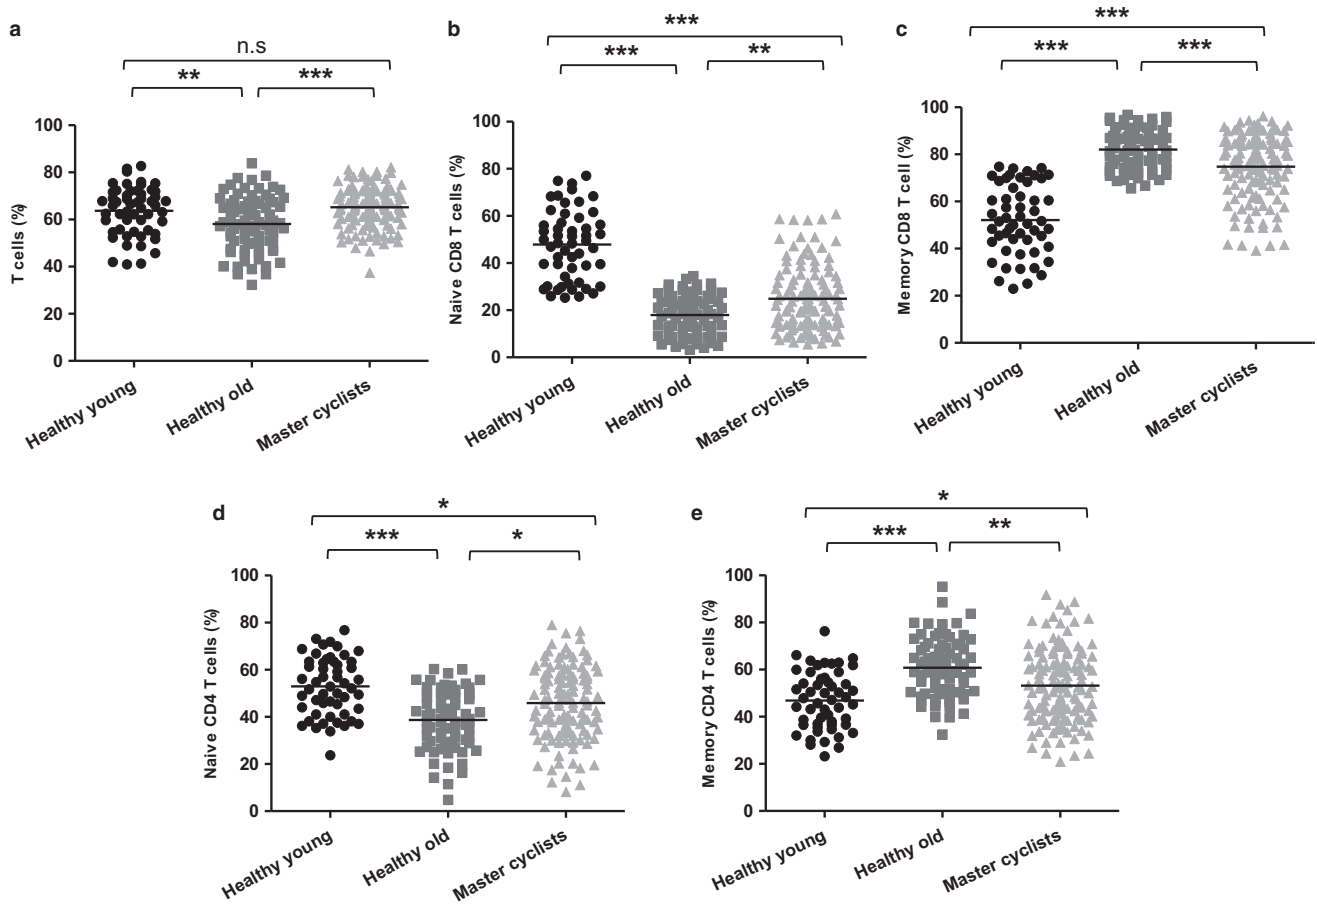 a
n.s
**
***
T cells (%)
100
80
60
40
20
0
Healthy young
Healthy old
Master cyclists
b
***
***
**
Naive CD8 T cells (%)
100
80
60
40
20
0
Healthy young
Healthy old
Master cyclists
c
***
***
***
Memory CD8 T cell (%)
100
80
60
40
20
0
Healthy young
Healthy old
Master cyclists
d
*
***
*
Naive CD4 T cells (%)
100
80
60
40
20
0
Healthy young
Healthy old
Master cyclists
e
*
***
**
Memory CD4 T cells (%)
100
80
60
40
20
0
Healthy young
Healthy old
Master cyclists